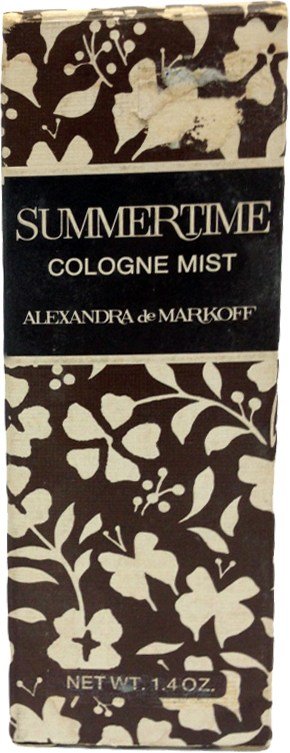 SUMMERTIME
COLOGNE MIST
ALEXANDRA de MARKOFF
NET WT. 1.4 OZ.